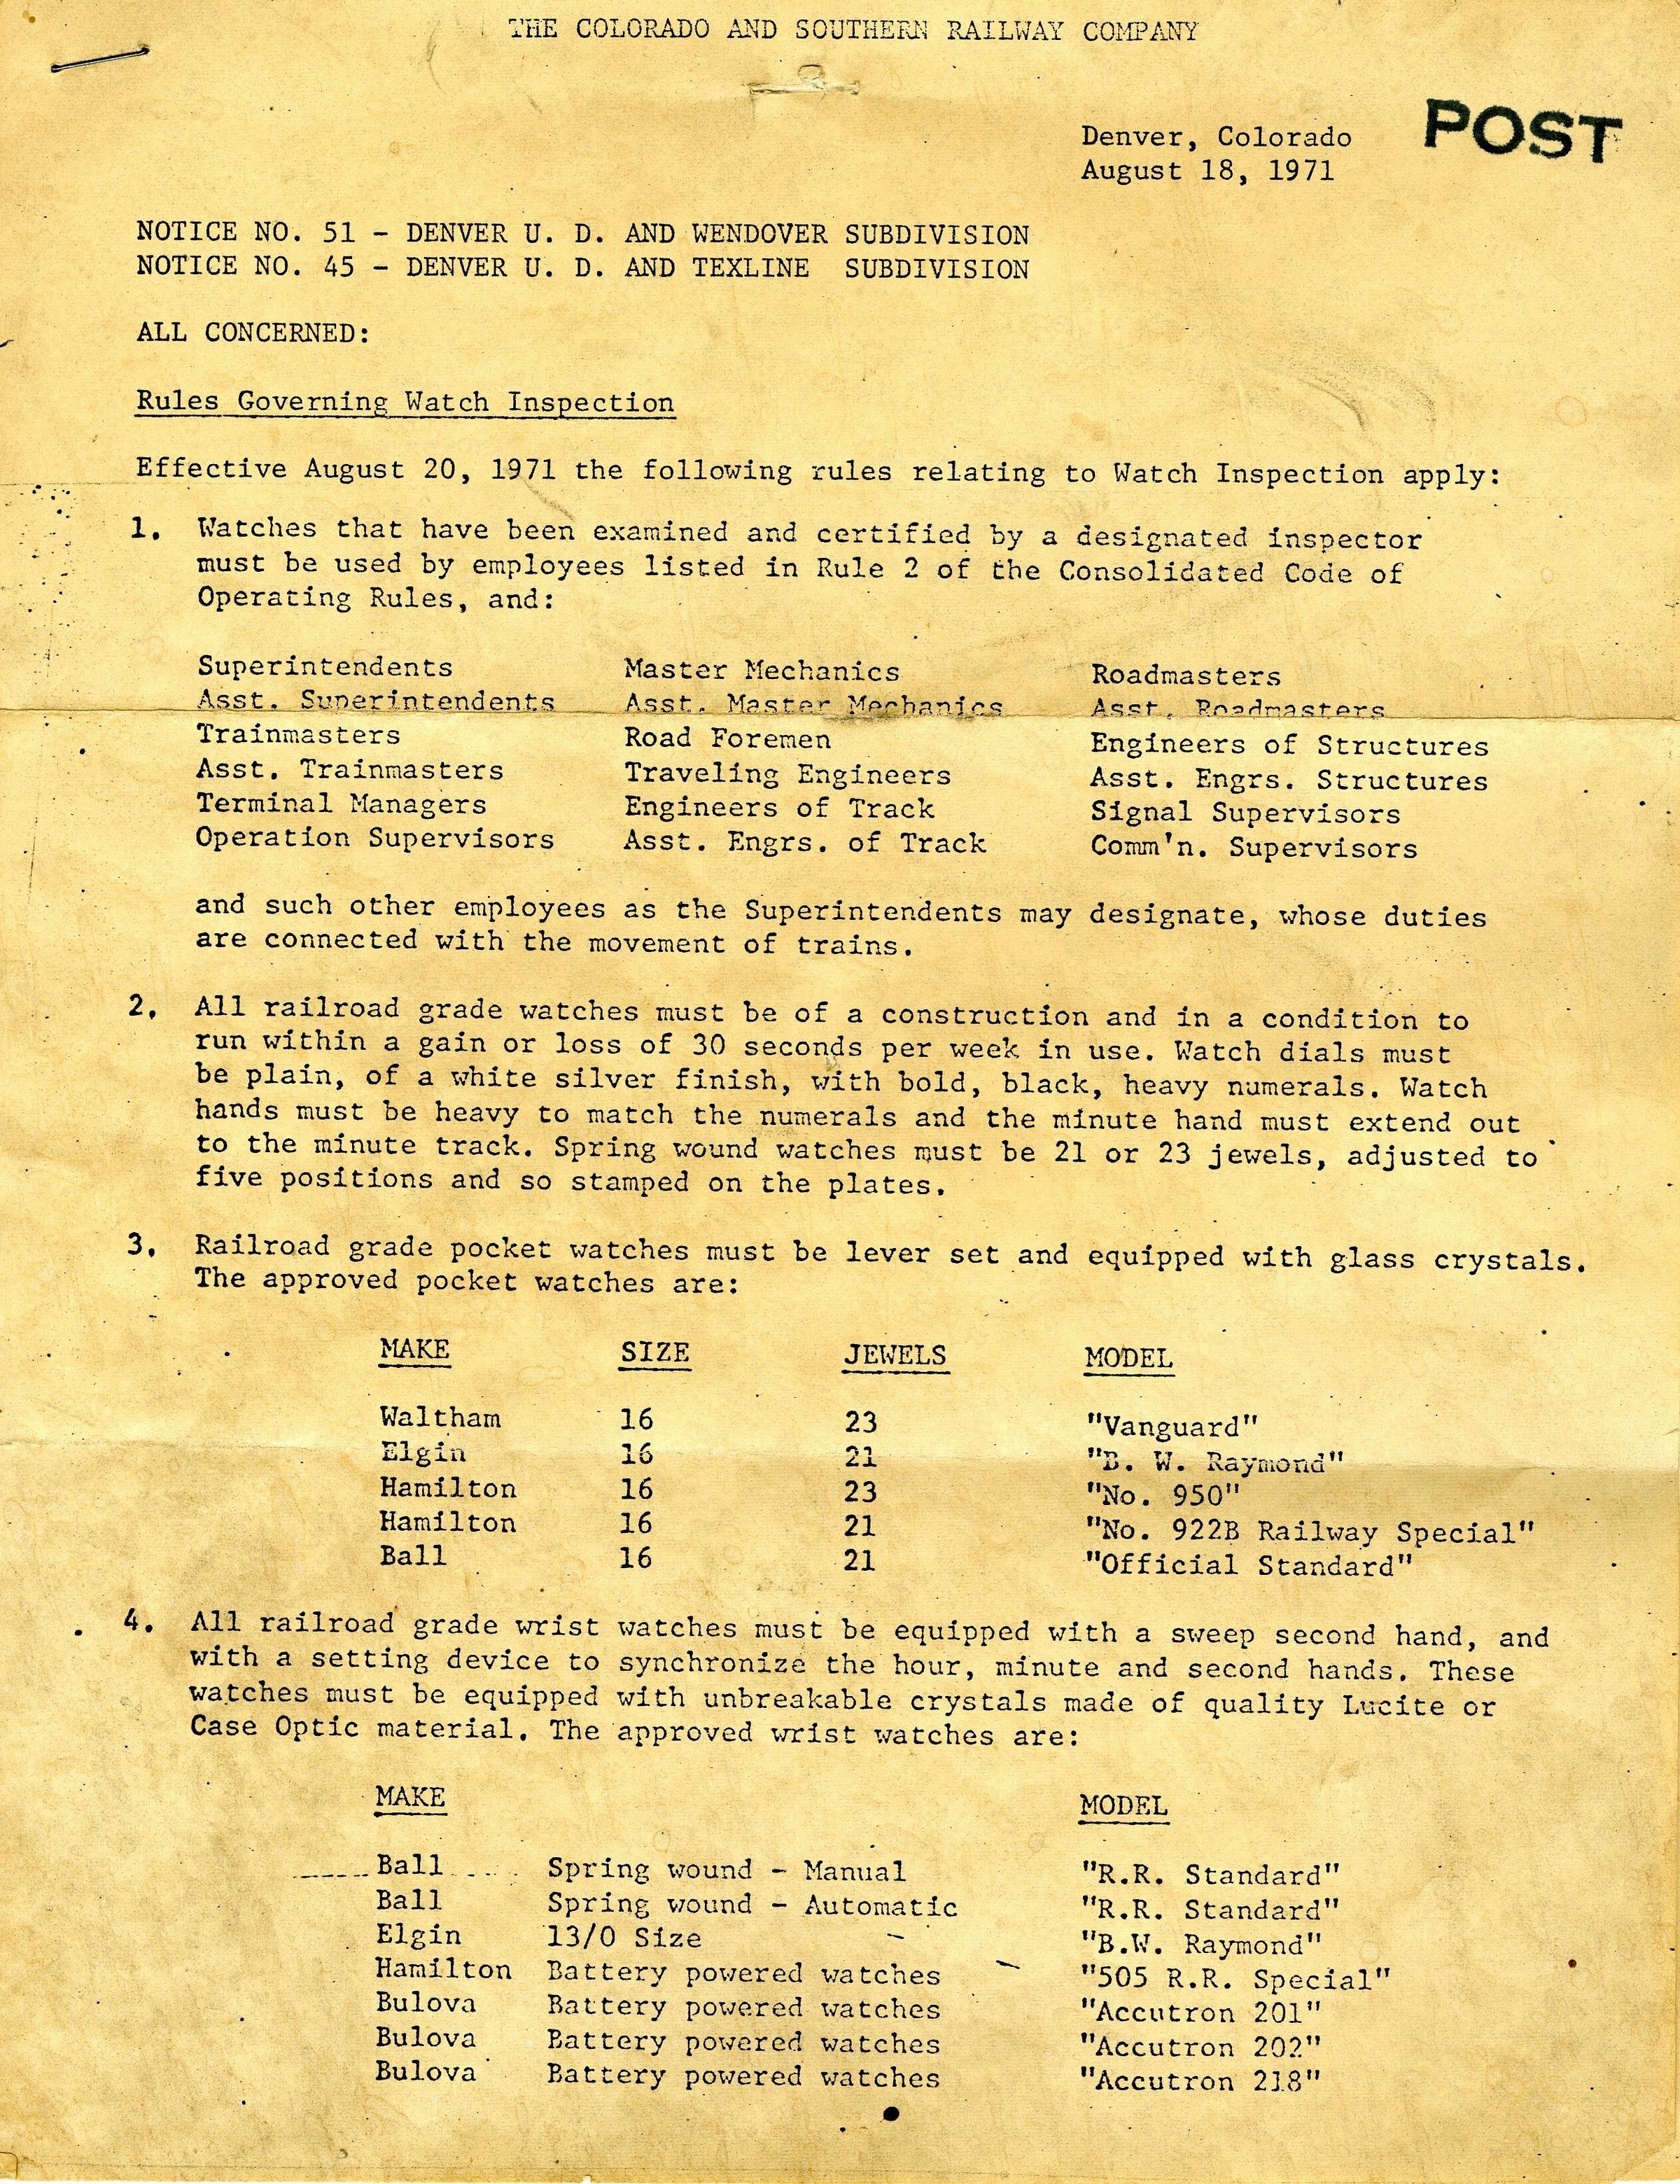 THE COLORADO AND SOUTHERN RAILWAY COMPANY
POST
Denver, Colorado
August 18, 1971
NOTICE NO. 51 - DENVER U. D. AND WENDOVER SUBDIVISION
NOTICE NO. 45 - DENVER U. D. AND TEXLINE SUBDIVISION
ALL CONCERNED:
Rules Governing Watch Inspection
Effective August 20, 1971 the following rules relating to Watch Inspection apply:
1. Watches that have been examined and certified by a designated inspector
must be used by employees listed in Rule 2 of the Consolidated Code of
Operating Rules, and:
Superintendents Master Mechanics Roadmasters
Asst. Superintendents Asst. Master Mechanics Asst. Roadmasters
Trainmasters Road Foremen Engineers of Structures
Asst. Trainmasters Traveling Engineers Asst. Engrs. Structures
Terminal Managers Engineers of Track Signal Supervisors
Operation Supervisors Asst. Engrs. of Track Comm'n. Supervisors
and such other employees as the Superintendents may designate, whose duties
are connected with the movement of trains.
2. All railroad grade watches must be of a construction and in a condition to
run within a gain or loss of 30 seconds per week in use. Watch dials must
be plain, of a white silver finish, with bold, black, heavy numerals. Watch
hands must be heavy to match the numerals and the minute hand must extend out
to the minute track. Spring wound watches must be 21 or 23 jewels, adjusted to
five positions and so stamped on the plates.
3. Railroad grade pocket watches must be lever set and equipped with glass crystals.
The approved pocket watches are:
MAKE SIZE JEWELS MODEL
Waltham 16 23 "Vanguard"
Elgin 16 21 "B. W. Raymond"
Hamilton 16 23 "No. 950"
Hamilton 16 21 "No. 922B Railway Special"
Ball 16 21 "Official Standard"
4. All railroad grade wrist watches must be equipped with a sweep second hand, and
with a setting device to synchronize the hour, minute and second hands. These
watches must be equipped with unbreakable crystals made of quality Lucite or
Case Optic material. The approved wrist watches are:
MAKE MODEL
Ball Spring wound - Manual "R.R. Standard"
Ball Spring wound - Automatic "R.R. Standard"
Elgin 13/0 Size "B.W. Raymond"
Hamilton Battery powered watches "505 R.R. Special"
Bulova Battery powered watches "Accutron 201"
Bulova Battery powered watches "Accutron 202"
Bulova Battery powered watches "Accutron 218"